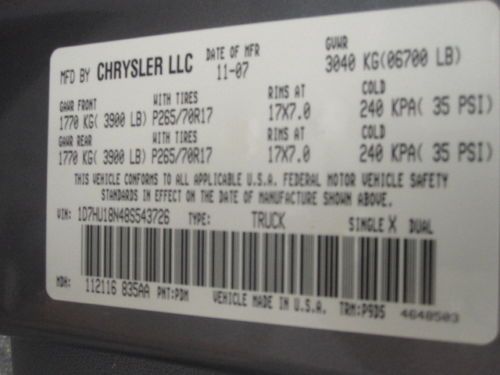 MFD BY CHRYSLER LLC DATE OF MFR 11-07 GVWR 3040 KG(06700 LB)
GAWR FRONT WITH TIRES RIMS AT COLD
1770 KG( 3900 LB) P265/70R17 17X7.0 240 KPA( 35 PSI)
GAWR REAR WITH TIRES RIMS AT COLD
1770 KG( 3900 LB) P265/70R17 17X7.0 240 KPA( 35 PSI)
THIS VEHICLE CONFORMS TO ALL APPLICABLE U.S.A. FEDERAL MOTOR VEHICLE SAFETY
STANDARDS IN EFFECT ON THE DATE OF MANUFACTURE SHOWN ABOVE.
VIN: 1D7HU18N48S543726 TYPE: TRUCK SINGLE X DUAL
MDH: 112116 835AA PNT:PDM VEHICLE MADE IN U.S.A. TRM:P9D5 4648503